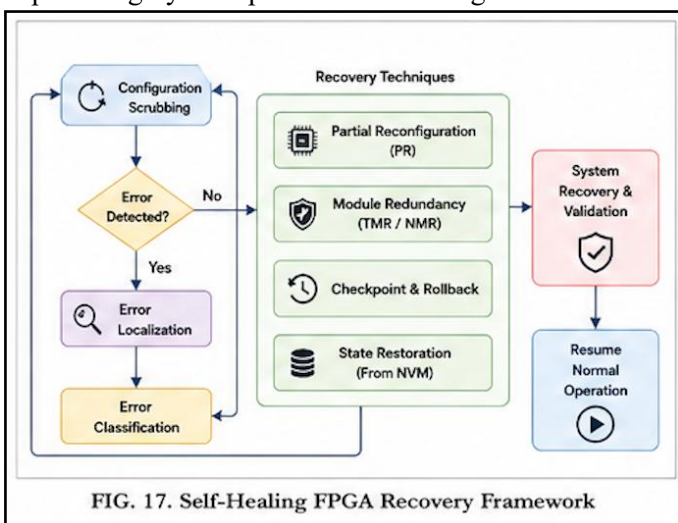 Configuration
Scrubbing
Error
Detected?
No
Yes
Error
Localization
Error
Classification
Recovery Techniques
Partial Reconfiguration
(PR)
Module Redundancy
(TMR / NMR)
Checkpoint & Rollback
State Restoration
(From NVM)
System
Recovery &
Validation
Resume
Normal
Operation
FIG. 17. Self-Healing FPGA Recovery Framework